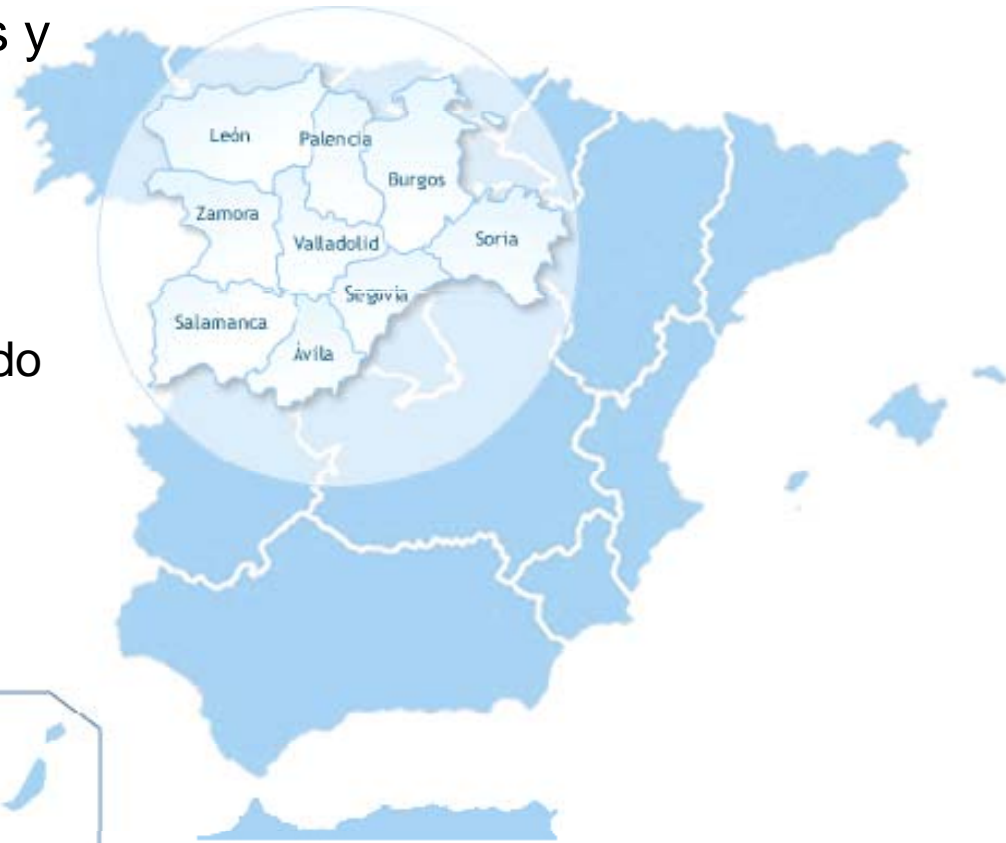 s y
León
Palencia
Burgos
Zamora
Valladolid
Soria
Segovia
Salamanca
Ávila
do